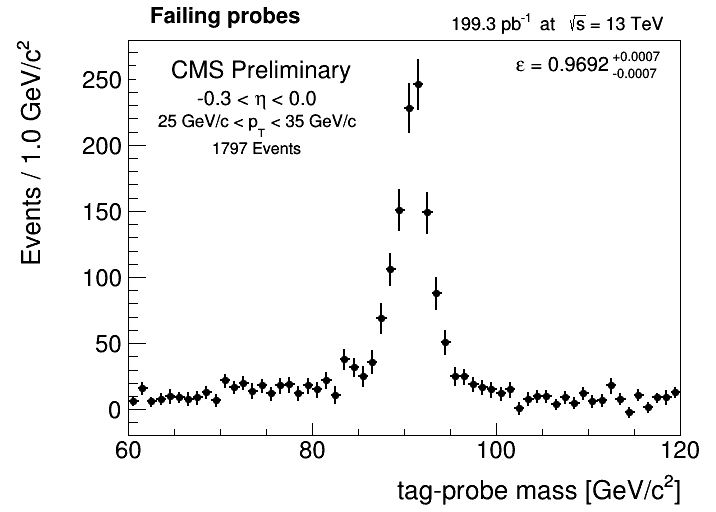 Failing probes
199.3 pb⁻¹ at √s = 13 TeV
CMS Preliminary
-0.3 < η < 0.0
25 GeV/c < p_T < 35 GeV/c
1797 Events
ε = 0.9692 +0.0007 -0.0007
Events / 1.0 GeV/c²
250
200
150
100
50
0
60 80 100 120
tag-probe mass [GeV/c²]